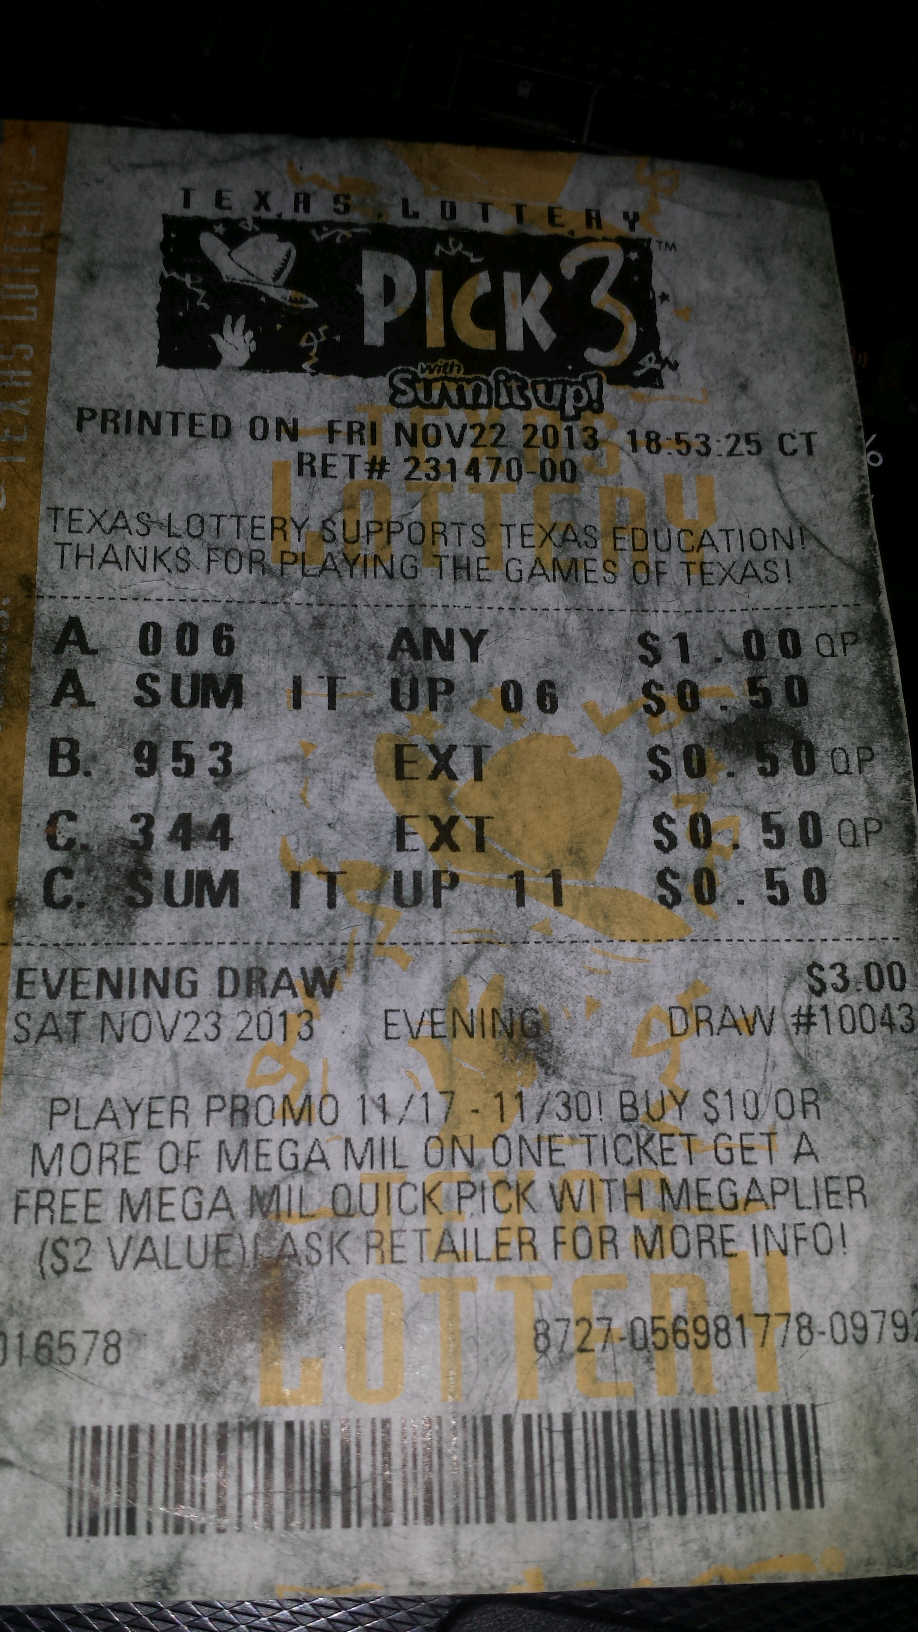 TEXAS LOTTERY
PICK 3™
with
Sum it up!
PRINTED ON FRI NOV22 2013 18:53:25 CT
RET# 231470-00
TEXAS LOTTERY SUPPORTS TEXAS EDUCATION!
THANKS FOR PLAYING THE GAMES OF TEXAS!
A. 006 ANY $1.00 QP
A. SUM IT UP 06 $0.50
B. 953 EXT $0.50 QP
C. 344 EXT $0.50 QP
C. SUM IT UP 11 $0.50
EVENING DRAW $3.00
SAT NOV23 2013 EVENING DRAW #10043
PLAYER PROMO 11/17 - 11/30! BUY $10 OR
MORE OF MEGA MIL ON ONE TICKET GET A
FREE MEGA MIL QUICK PICK WITH MEGAPLIER
($2 VALUE)! ASK RETAILER FOR MORE INFO!
016578 8727-056981778-09792
TEXAS
LOTTERY
TEXAS
LOTTERY
TEXAS LOTTERY